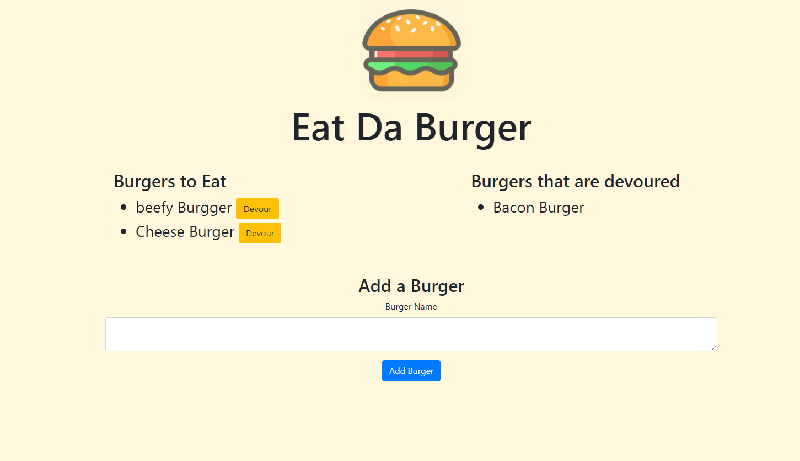 Eat Da Burger
Burgers to Eat
beefy Burgger Devour
Cheese Burger Devour
Burgers that are devoured
Bacon Burger
Add a Burger
Burger Name
Add Burger